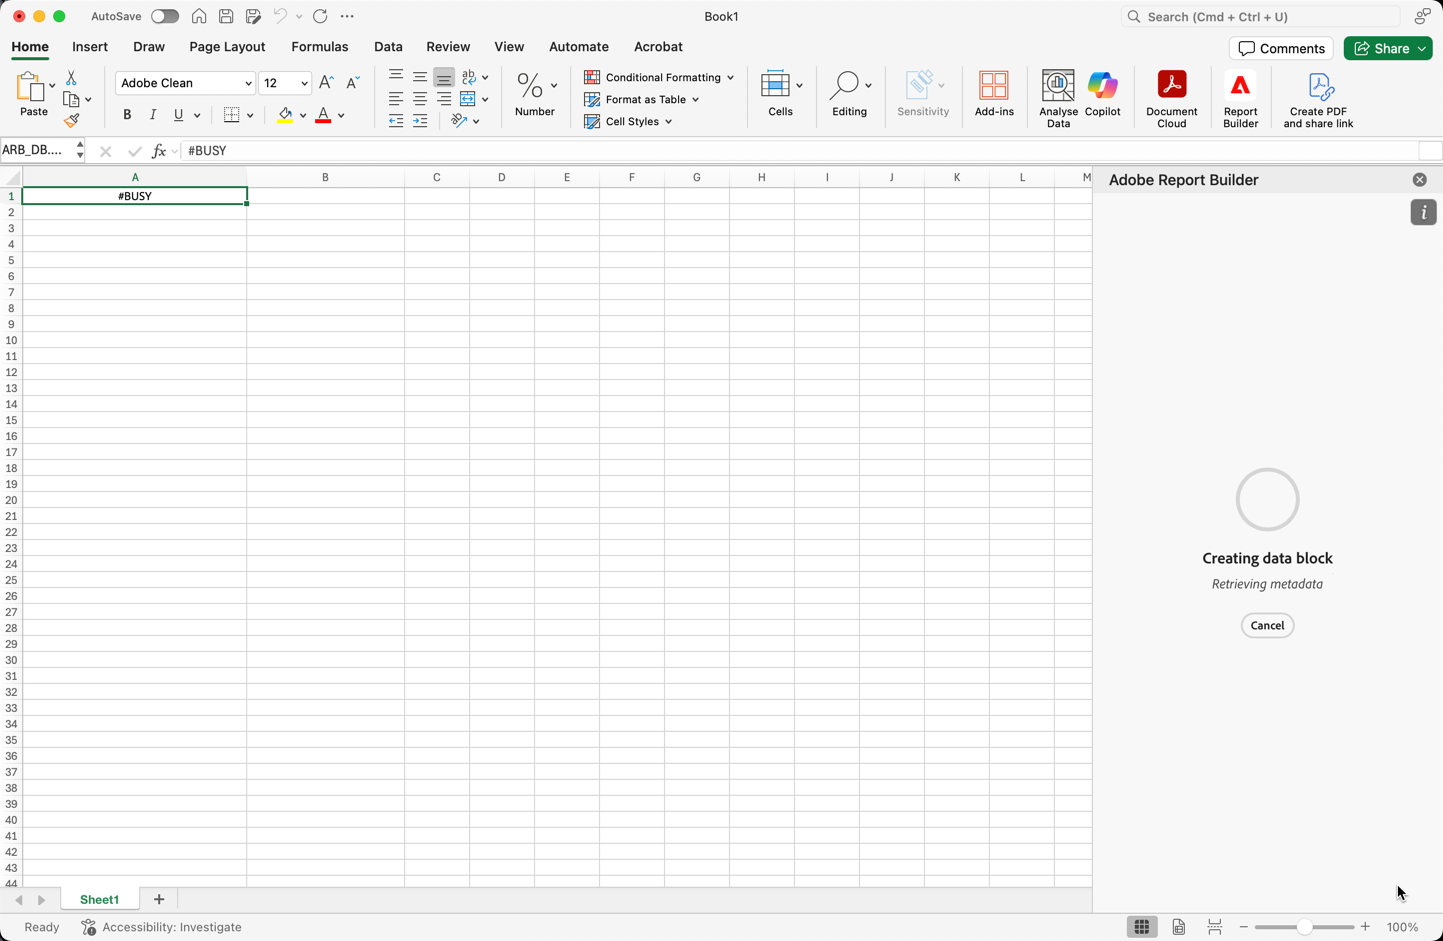 AutoSave
Book1
Search (Cmd + Ctrl + U)
Home Insert Draw Page Layout Formulas Data Review View Automate Acrobat
Comments Share
Paste
Adobe Clean 12 A A
B I U A
ab
%
Number
Conditional Formatting
Format as Table
Cell Styles
Cells
Editing
Sensitivity
Add-ins
Analyse Data
Copilot
Document Cloud
Report Builder
Create PDF and share link
ARB_DB.... fx #BUSY
A B C D E F G H I J K L M
1 #BUSY
2
3
4
5
6
7
8
9
10
11
12
13
14
15
16
17
18
19
20
21
22
23
24
25
26
27
28
29
30
31
32
33
34
35
36
37
38
39
40
41
42
43
44
Adobe Report Builder
i
Creating data block
Retrieving metadata
Cancel
Sheet1 +
Ready Accessibility: Investigate
− + 100%